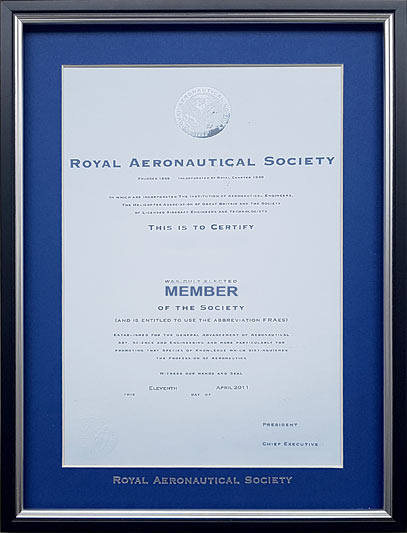 ROYAL AERONAUTICAL SOCIETY
FOUNDED 1866 INCORPORATED BY ROYAL CHARTER 1949
IN WHICH ARE INCORPORATED THE INSTITUTION OF AERONAUTICAL ENGINEERS,
THE HELICOPTER ASSOCIATION OF GREAT BRITAIN AND THE SOCIETY
OF LICENSED AIRCRAFT ENGINEERS AND TECHNOLOGISTS
THIS IS TO CERTIFY
WAS DULY ELECTED
MEMBER
OF THE SOCIETY
(AND IS ENTITLED TO USE THE ABBREVIATION FRAES)
ESTABLISHED FOR THE GENERAL ADVANCEMENT OF AERONAUTICAL
ART, SCIENCE AND ENGINEERING AND MORE PARTICULARLY FOR
PROMOTING THAT SPECIES OF KNOWLEDGE WHICH DISTINGUISHES
THE PROFESSION OF AERONAUTICS
WITNESS OUR HANDS AND SEAL
ELEVENTH APRIL 2011
THIS DAY OF
PRESIDENT
CHIEF EXECUTIVE
ROYAL AERONAUTICAL SOCIETY